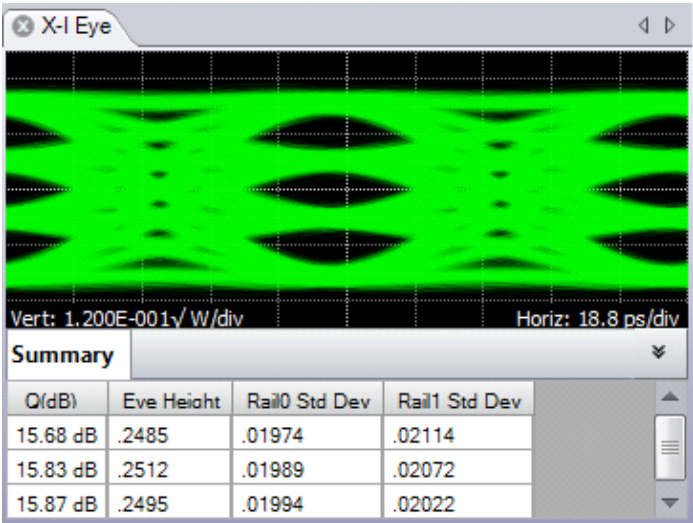 X-I Eye
Vert: 1.200E-001√ W/div Horiz: 18.8 ps/div
Summary
Q(dB) Eye Height Rail0 Std Dev Rail1 Std Dev
15.68 dB .2485 .01974 .02114
15.83 dB .2512 .01989 .02072
15.87 dB .2495 .01994 .02022